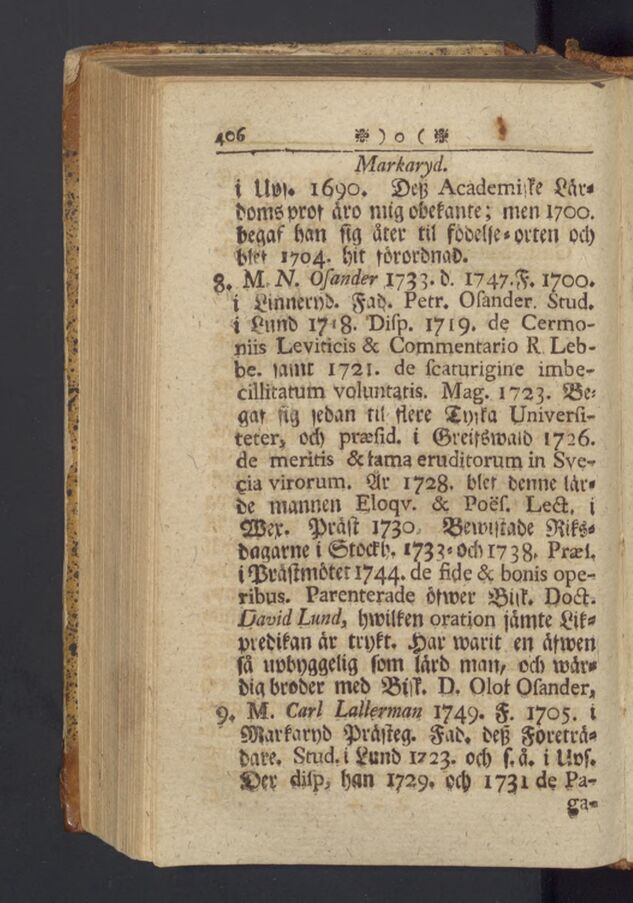 406 ❉ ) o ( ❉
Markaryd.
i Ups. 1690. Deß Academiske Lär-
doms prof äro mig obekante; men 1700.
begaf han sig åter til födelse-orten och
blef 1704. hit förordnad.
8. M. N. Osander 1733. d. 1747. F. 1700.
i Linneryd. Fad. Petr. Osander. Stud.
i Lund 1718. Disp. 1719. de Cermo-
niis Leviticis & Commentario R. Leb-
be. samt 1721. de scaturigine imbe-
cillitatum voluntatis. Mag. 1723. Be-
gaf sig sedan til flere Tyska Universi-
teter, och præsid. i Greifswald 1726.
de meritis & fama eruditorum in Sve-
cia virorum. År 1728. blef denne lär-
de mannen Eloqv. & Poës. Lect. i
Wex. Präst 1730. Bewistade Riks-
dagarne i Stockh. 1733- och 1738. Præs.
i Prästmötet 1744. de fide & bonis ope-
ribus. Parenterade öfwer Bisk. Doct.
David Lund, hwilken oration jämte Lik-
predikan är trykt. Har warit en äfwen
så upbyggelig som lärd man, och wär-
dig broder med Bisk. D. Olof Osander,
9. M. Carl Lallerman 1749. F. 1705. i
Markaryd Prästeg. Fad. deß Företrä-
dare. Stud. i Lund 1723. och s. å. i Ups.
Der disp. han 1729. och 1731 de Pa-
ga-